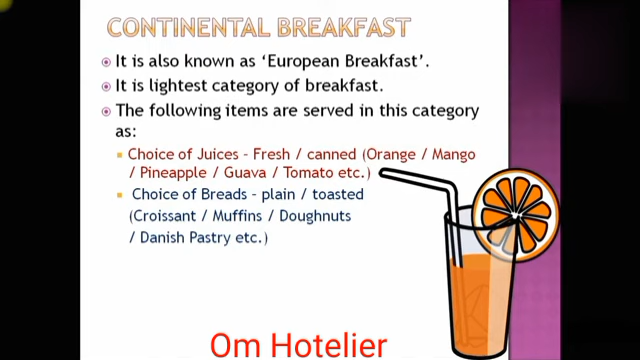 CONTINENTAL BREAKFAST
It is also known as ‘European Breakfast’.
It is lightest category of breakfast.
The following items are served in this category
as:
Choice of Juices – Fresh / canned (Orange / Mango
/ Pineapple / Guava / Tomato etc.)
Choice of Breads – plain / toasted
(Croissant / Muffins / Doughnuts
/ Danish Pastry etc.)
Om Hotelier